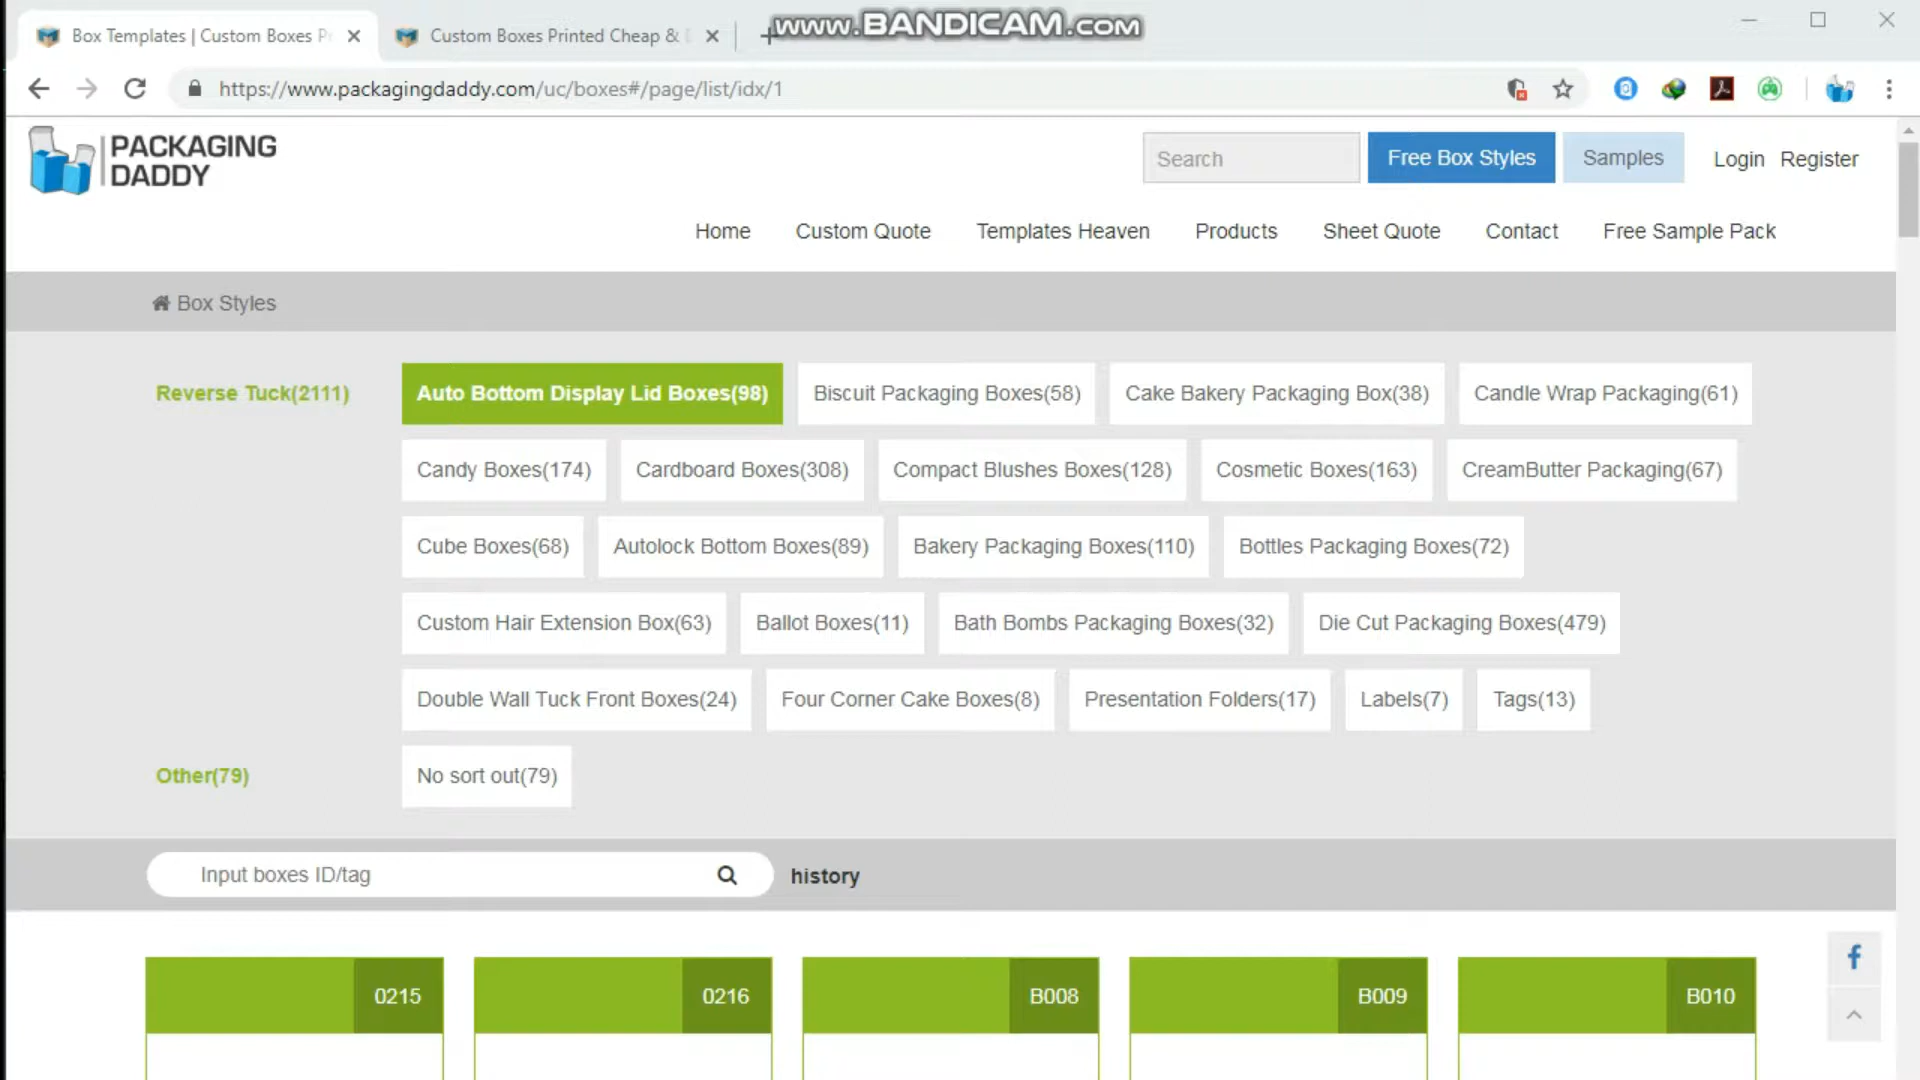 Box Templates | Custom Boxes Pr
Custom Boxes Printed Cheap &
www.BANDICAM.com
https://www.packagingdaddy.com/uc/boxes#/page/list/idx/1
PACKAGING
DADDY
Search
Free Box Styles
Samples
Login
Register
Home
Custom Quote
Templates Heaven
Products
Sheet Quote
Contact
Free Sample Pack
Box Styles
Reverse Tuck(2111)
Auto Bottom Display Lid Boxes(98)
Biscuit Packaging Boxes(58)
Cake Bakery Packaging Box(38)
Candle Wrap Packaging(61)
Candy Boxes(174)
Cardboard Boxes(308)
Compact Blushes Boxes(128)
Cosmetic Boxes(163)
CreamButter Packaging(67)
Cube Boxes(68)
Autolock Bottom Boxes(89)
Bakery Packaging Boxes(110)
Bottles Packaging Boxes(72)
Custom Hair Extension Box(63)
Ballot Boxes(11)
Bath Bombs Packaging Boxes(32)
Die Cut Packaging Boxes(479)
Double Wall Tuck Front Boxes(24)
Four Corner Cake Boxes(8)
Presentation Folders(17)
Labels(7)
Tags(13)
Other(79)
No sort out(79)
Input boxes ID/tag
history
0215
0216
B008
B009
B010